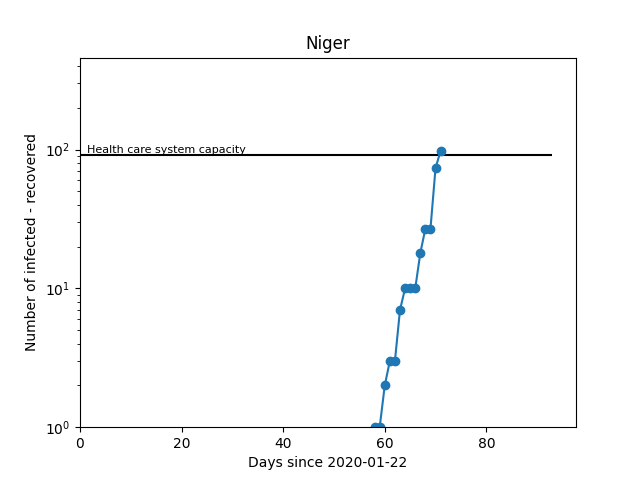 Niger
Number of infected - recovered
10²
10¹
10⁰
Health care system capacity
0 20 40 60 80
Days since 2020-01-22